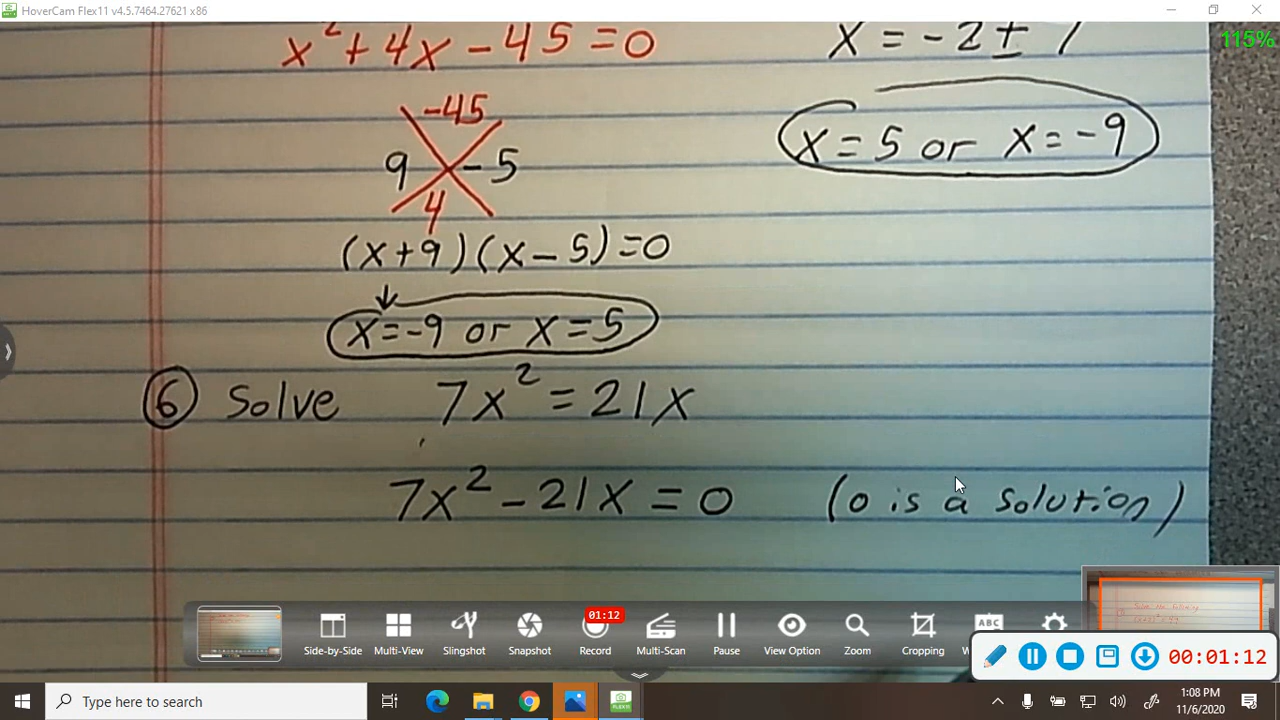 HoverCam Flex11 v4.5.7464.27621 x86
115%
x² + 4x - 45 = 0
x = -2 ± 7
-45
9 -5
4
x = 5 or x = -9
(x+9)(x-5)=0
x=-9 or x=5
⑥ Solve 7x² = 21x
7x² - 21x = 0 (0 is a solution)
01:12
Side-by-Side Multi-View Slingshot Snapshot Record Multi-Scan Pause View Option Zoom Cropping
ABC
00:01:12
Type here to search
FLEX11
1:08 PM
11/6/2020